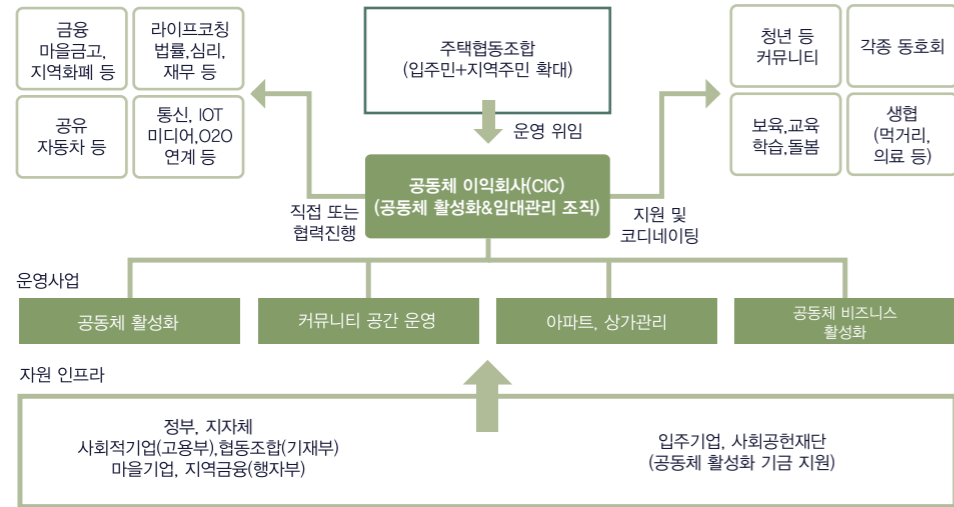 금융
마을금고,
지역화폐 등
라이프코칭
법률,심리,
재무 등
공유
자동차 등
통신, IOT
미디어,O2O
연계 등
주택협동조합
(입주민+지역주민 확대)
청년 등
커뮤니티
각종 동호회
보육,교육
학습,돌봄
생협
(먹거리,
의료 등)
운영 위임
공동체 이익회사(CIC)
(공동체 활성화&임대관리 조직)
직접 또는
협력진행
지원 및
코디네이팅
운영사업
공동체 활성화
커뮤니티 공간 운영
아파트, 상가관리
공동체 비즈니스
활성화
자원 인프라
정부, 지자체
사회적기업(고용부),협동조합(기재부)
마을기업, 지역금융(행자부)
입주기업, 사회공헌재단
(공동체 활성화 기금 지원)